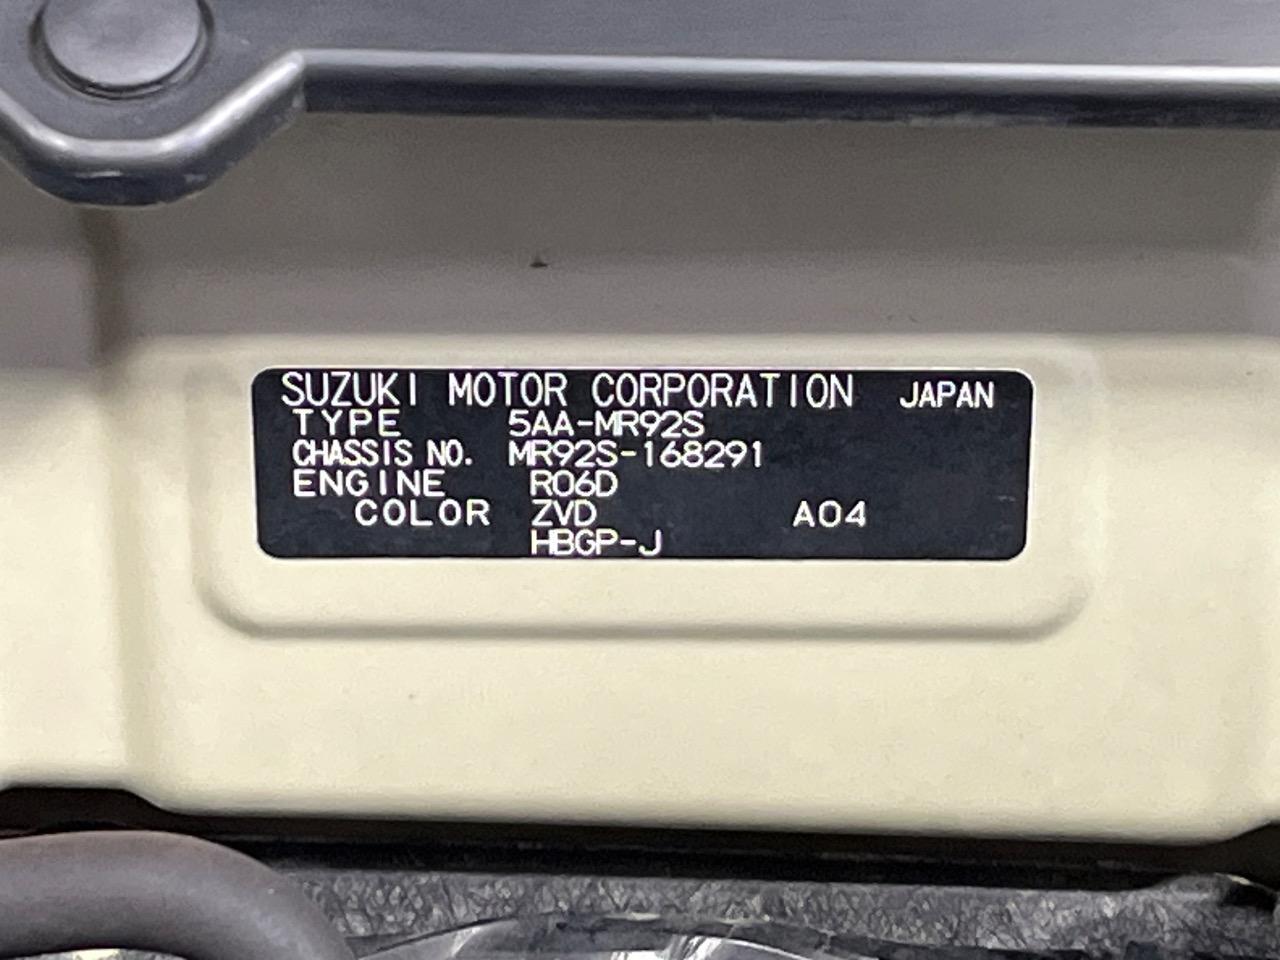 SUZUKI MOTOR CORPORATION JAPAN
TYPE 5AA-MR92S
CHASSIS NO. MR92S-168291
ENGINE R06D
COLOR ZVD A04
HBGP-J